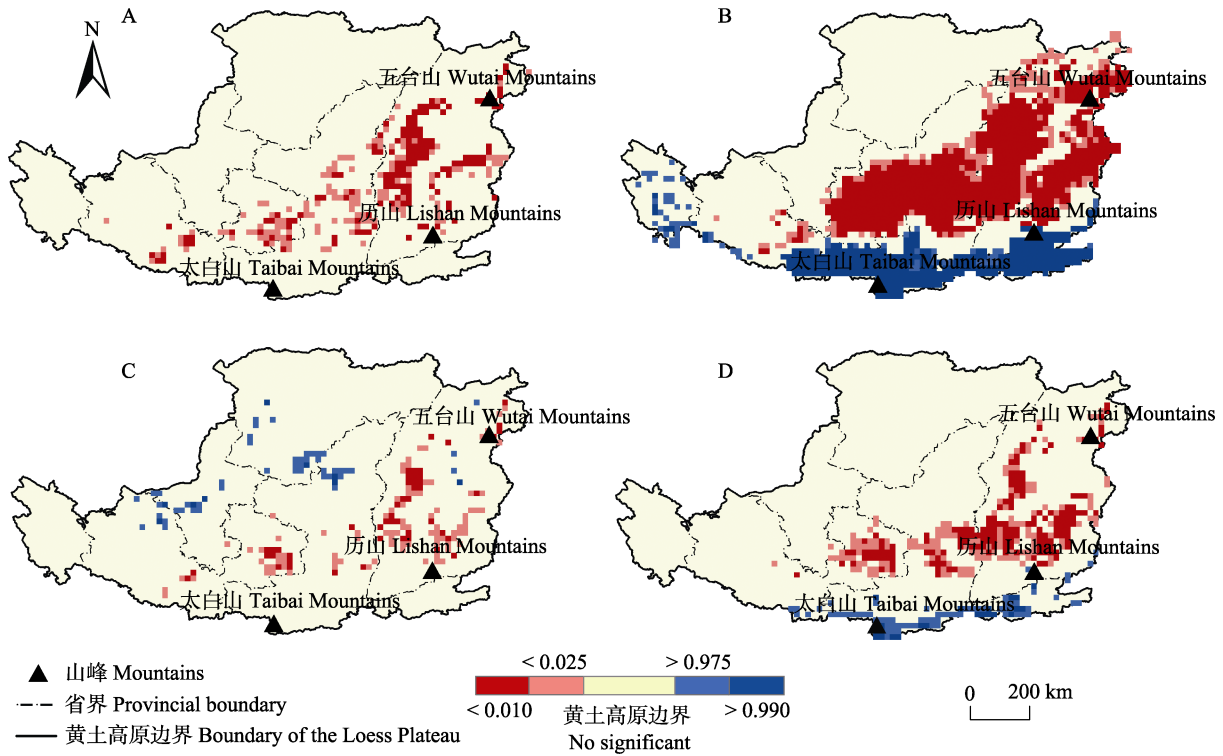 A
B
N
五台山 Wutai Mountains
五台山 Wutai Mountains
历山 Lishan Mountains
历山 Lishan Mountains
太白山 Taibai Mountains
太白山 Taibai Mountains
C
D
五台山 Wutai Mountains
五台山 Wutai Mountains
历山 Lishan Mountains
历山 Lishan Mountains
太白山 Taibai Mountains
太白山 Taibai Mountains
山峰 Mountains
省界 Provincial boundary
黄土高原边界 Boundary of the Loess Plateau
< 0.025 > 0.975
< 0.010 黄土高原边界 > 0.990
No significant
0 200 km